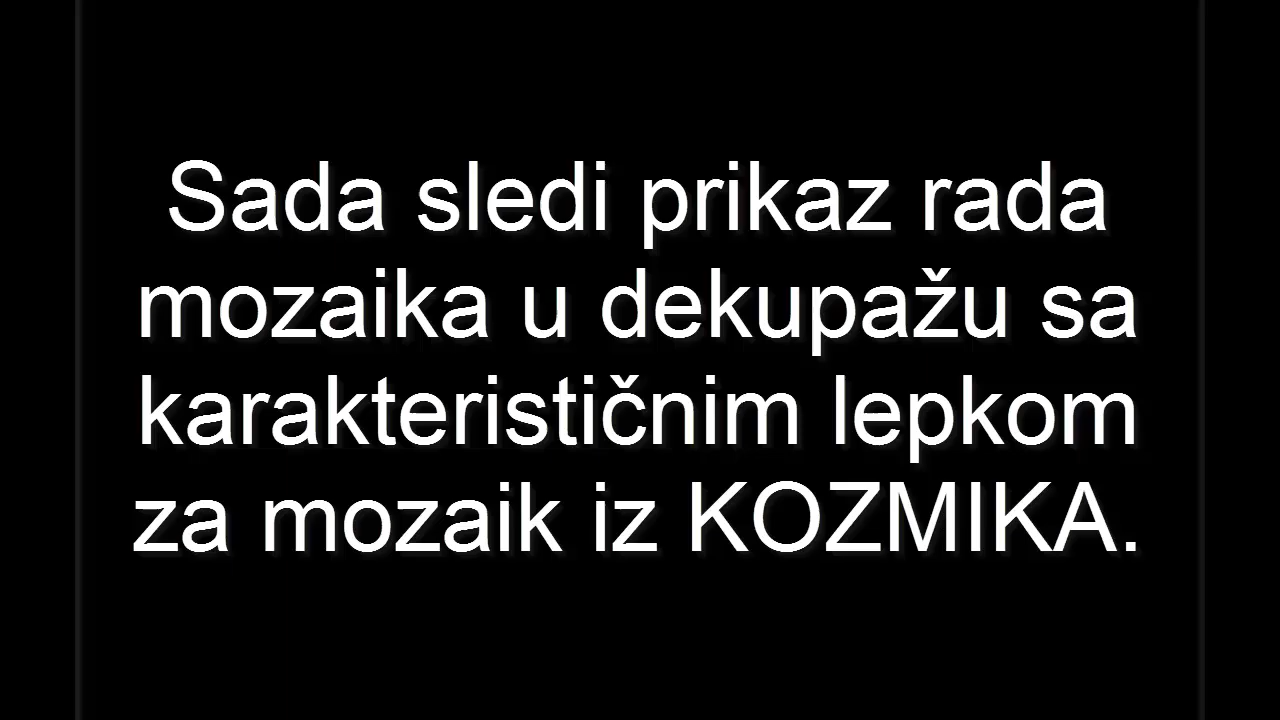 Sada sledi prikaz rada
mozaika u dekupažu sa
karakterističnim lepkom
za mozaik iz KOZMIKA.